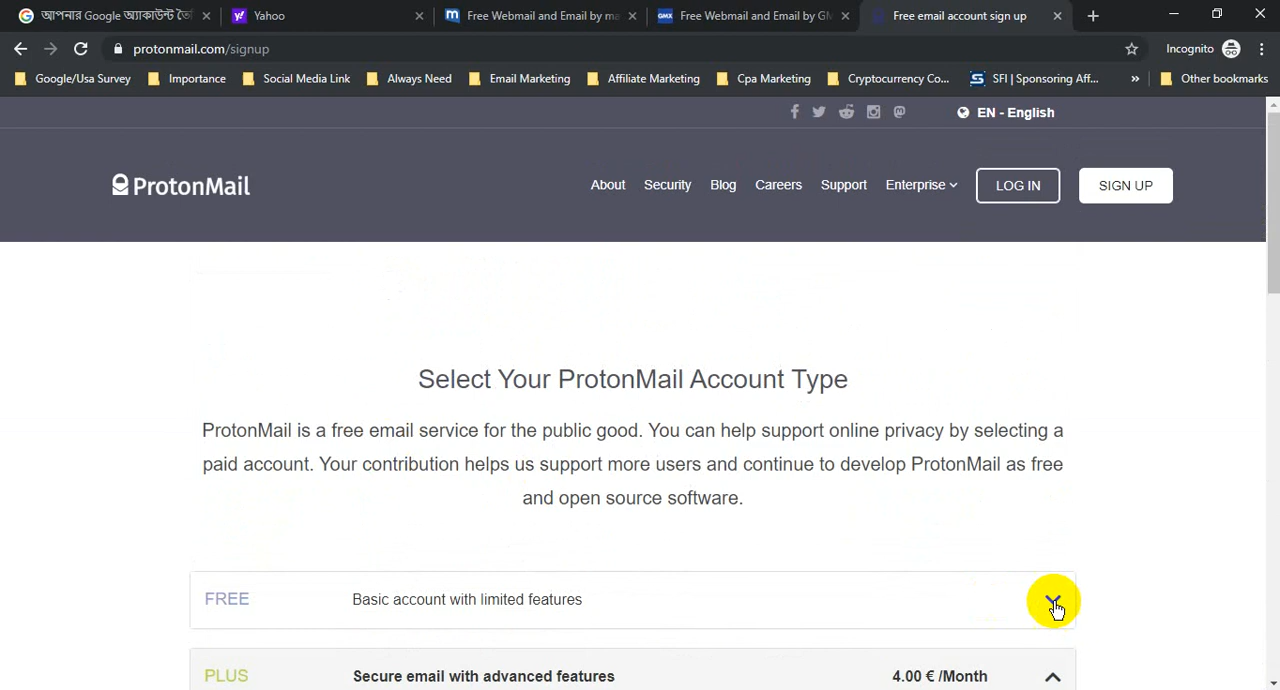 আপনার Google অ্যাকাউন্ট তৈ
Yahoo
Free Webmail and Email by ma
Free Webmail and Email by GM
Free email account sign up
protonmail.com/signup
Incognito
Google/Usa Survey
Importance
Social Media Link
Always Need
Email Marketing
Affiliate Marketing
Cpa Marketing
Cryptocurrency Co...
SFI | Sponsoring Aff...
»
Other bookmarks
EN - English
ProtonMail
About
Security
Blog
Careers
Support
Enterprise
LOG IN
SIGN UP
Select Your ProtonMail Account Type
ProtonMail is a free email service for the public good. You can help support online privacy by selecting a
paid account. Your contribution helps us support more users and continue to develop ProtonMail as free
and open source software.
FREE
Basic account with limited features
PLUS
Secure email with advanced features
4.00 € /Month